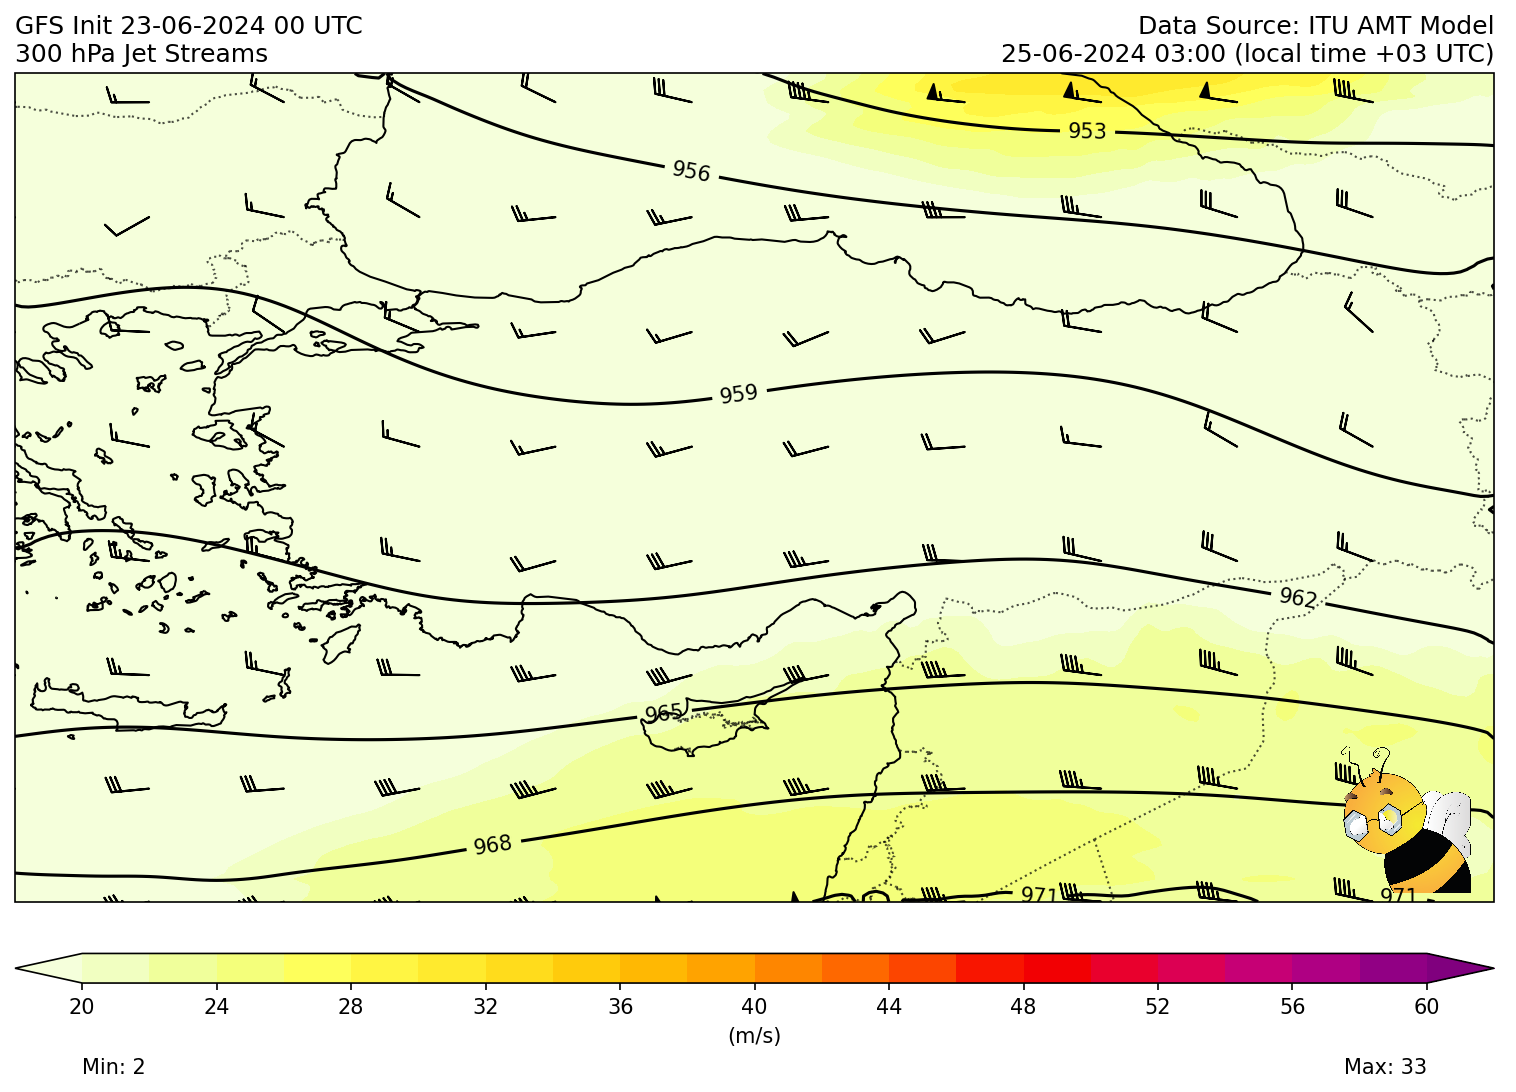 GFS Init 23-06-2024 00 UTC
Data Source: ITU AMT Model
300 hPa Jet Streams
25-06-2024 03:00 (local time +03 UTC)
953
956
959
962
965
968
971
971
20 24 28 32 36 40 44 48 52 56 60
(m/s)
Min: 2
Max: 33